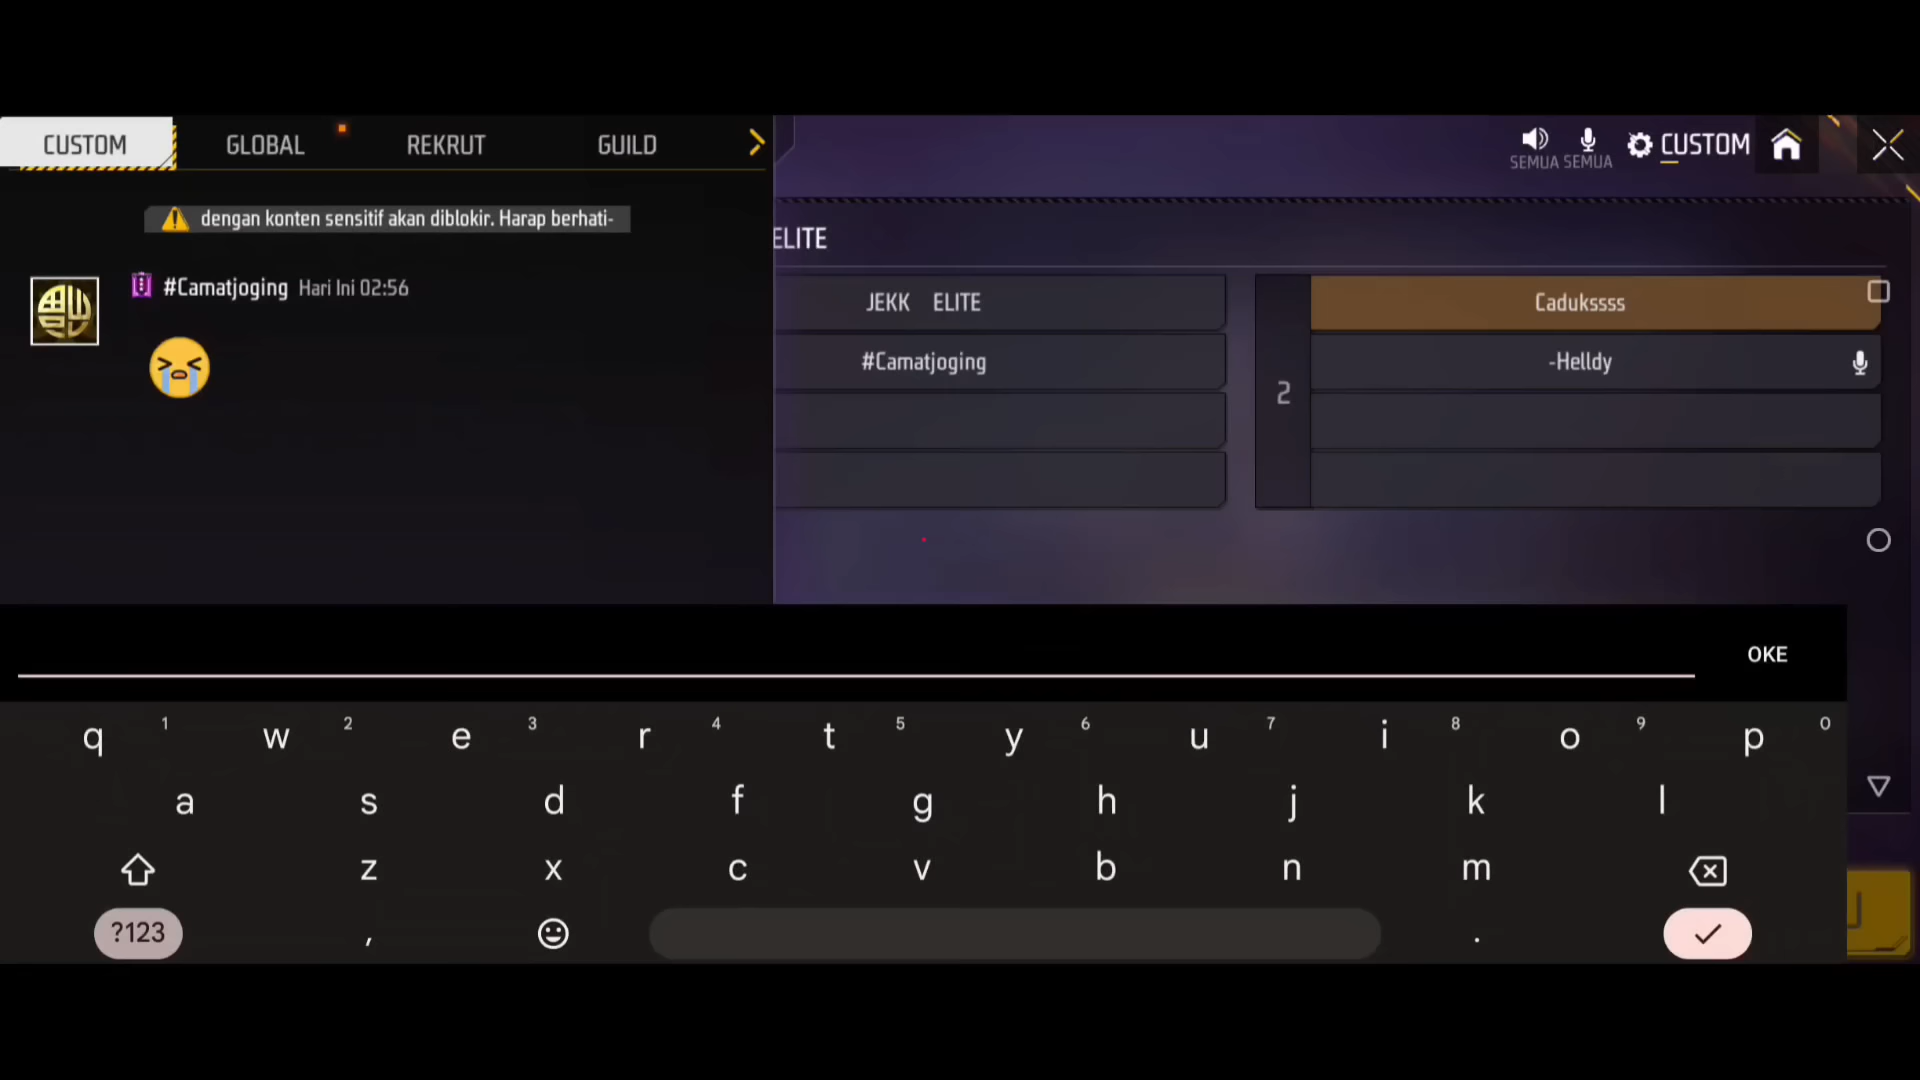 CUSTOM GLOBAL REKRUT GUILD
SEMUA SEMUA CUSTOM
dengan konten sensitif akan diblokir. Harap berhati-
#Camatjoging Hari Ini 02:56
ELITE
JEKK ELITE
#Camatjoging
2
Cadukssss
-Helldy
OKE
q 1 w 2 e 3 r 4 t 5 y 6 u 7 i 8 o 9 p 0
a s d f g h j k l
z x c v b n m
?123 , .